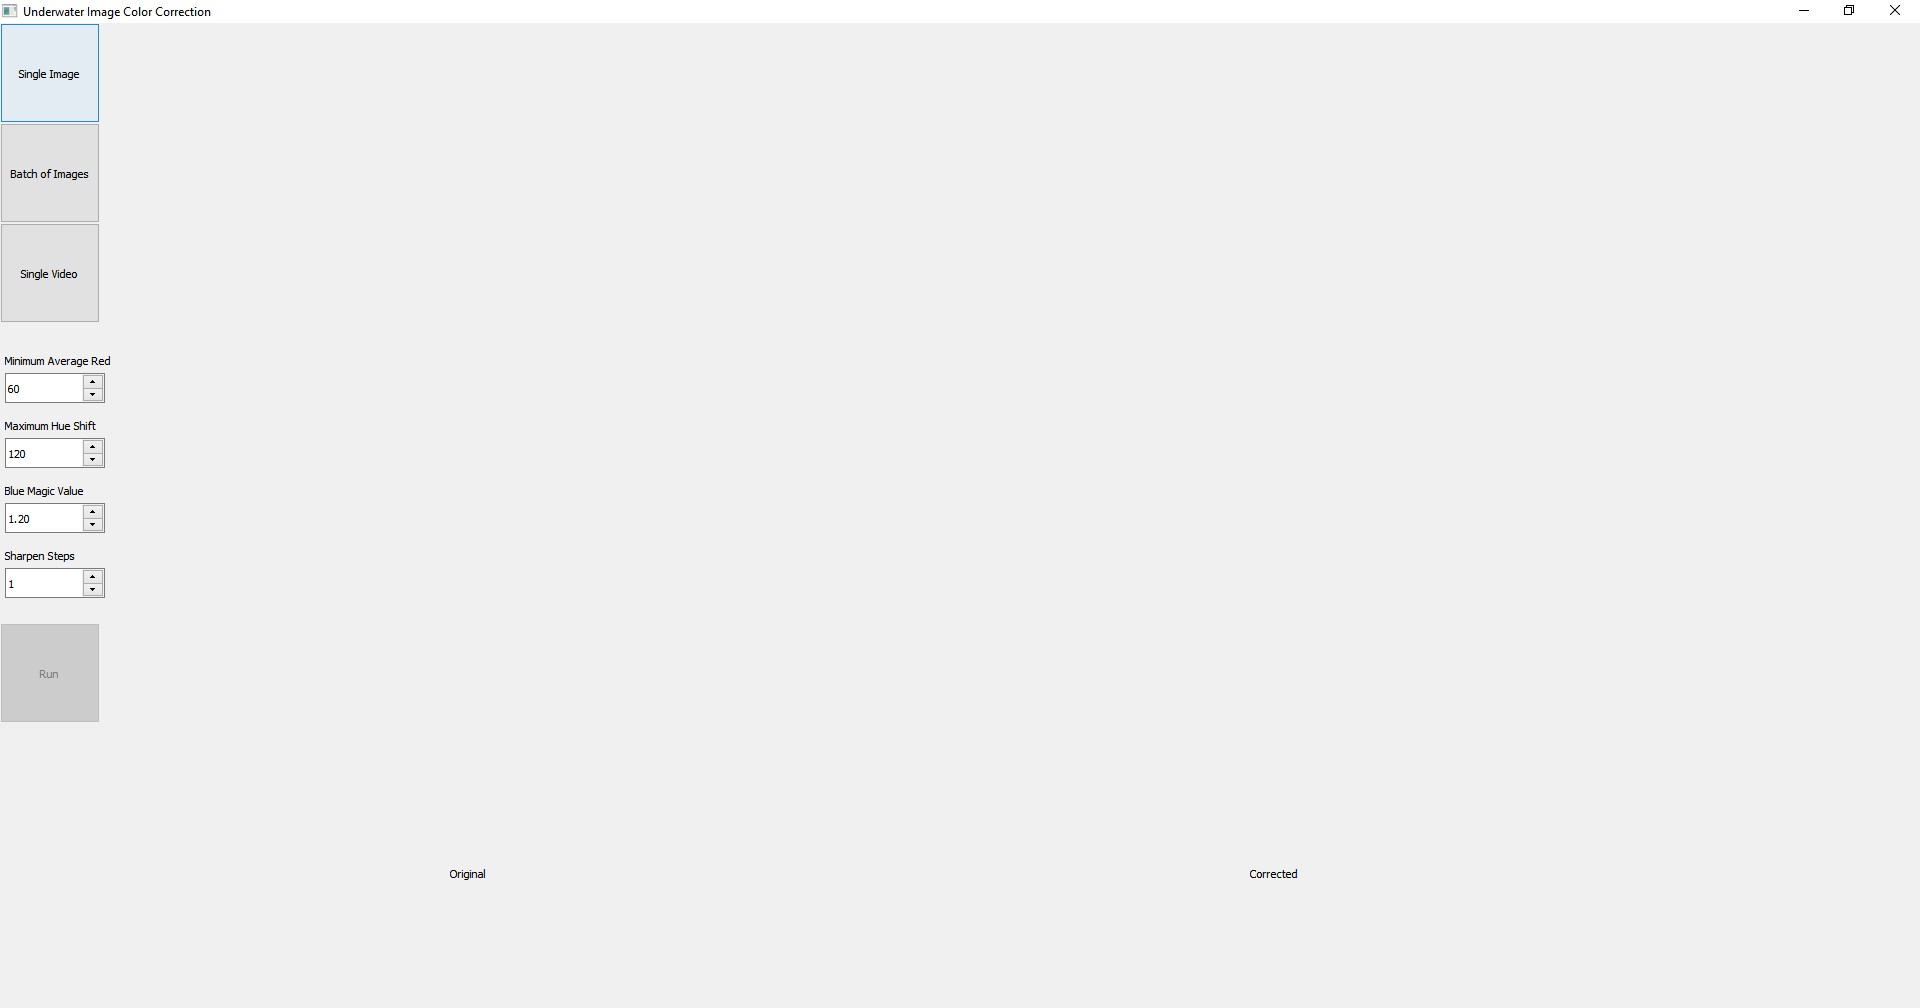 Underwater Image Color Correction
Single Image
Batch of Images
Single Video
Minimum Average Red
60
Maximum Hue Shift
120
Blue Magic Value
1.20
Sharpen Steps
1
Run
Original
Corrected